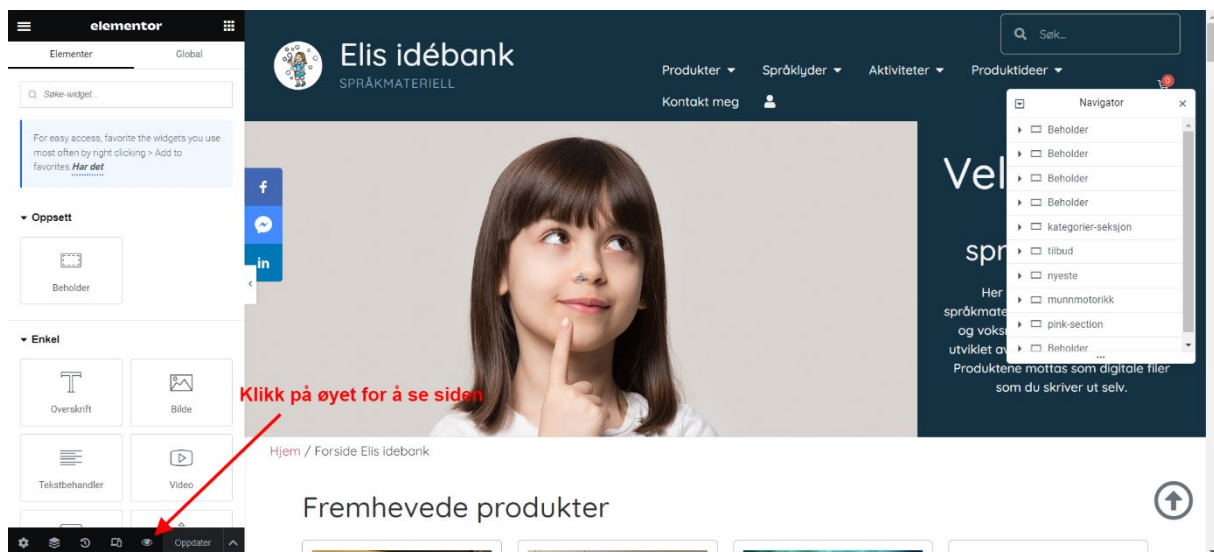 elementor
Elementer
Global
Søke-widget...
For easy access, favorite the widgets you use
most often by right clicking > Add to
favorites. Har det
Oppsett
Beholder
Enkel
Overskrift
Bilde
Tekstbehandler
Video
Oppdater
Klikk på øyet for å se siden
Elis idébank
SPRÅKMATERIELL
Søk...
Produkter
Språklyder
Aktiviteter
Produktideer
0
Kontakt meg
f
in
Navigator
Beholder
Beholder
Beholder
Beholder
kategorier-seksjon
tilbud
nyeste
munnmotorikk
pink-section
Beholder
Vel
spr
Her
språkmate
og voks
utviklet av
Produktene mottas som digitale filer
som du skriver ut selv.
Hjem / Forside Elis idebank
Fremhevede produkter